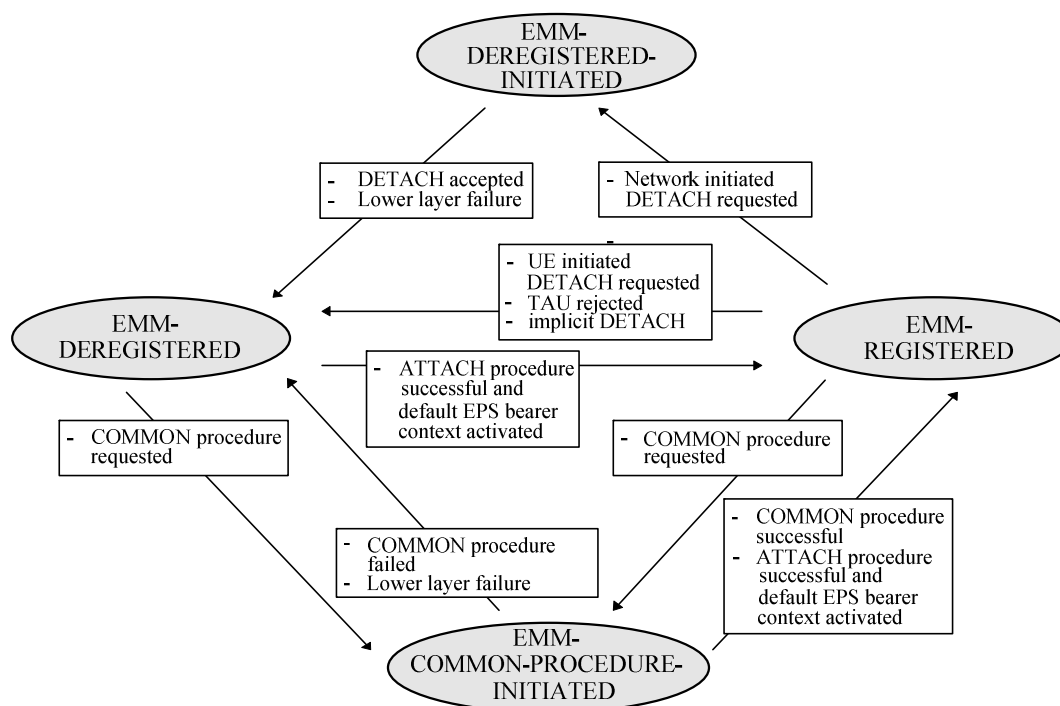 EMM-
DEREGISTERED-
INITIATED
- DETACH accepted
- Lower layer failure
- Network initiated
DETACH requested
-
- UE initiated
DETACH requested
- TAU rejected
- implicit DETACH
EMM-
DEREGISTERED
EMM-
REGISTERED
- ATTACH procedure
successful and
default EPS bearer
context activated
- COMMON procedure
requested
- COMMON procedure
requested
- COMMON procedure
failed
- Lower layer failure
- COMMON procedure
successful
- ATTACH procedure
successful and
default EPS bearer
context activated
EMM-
COMMON-PROCEDURE-
INITIATED